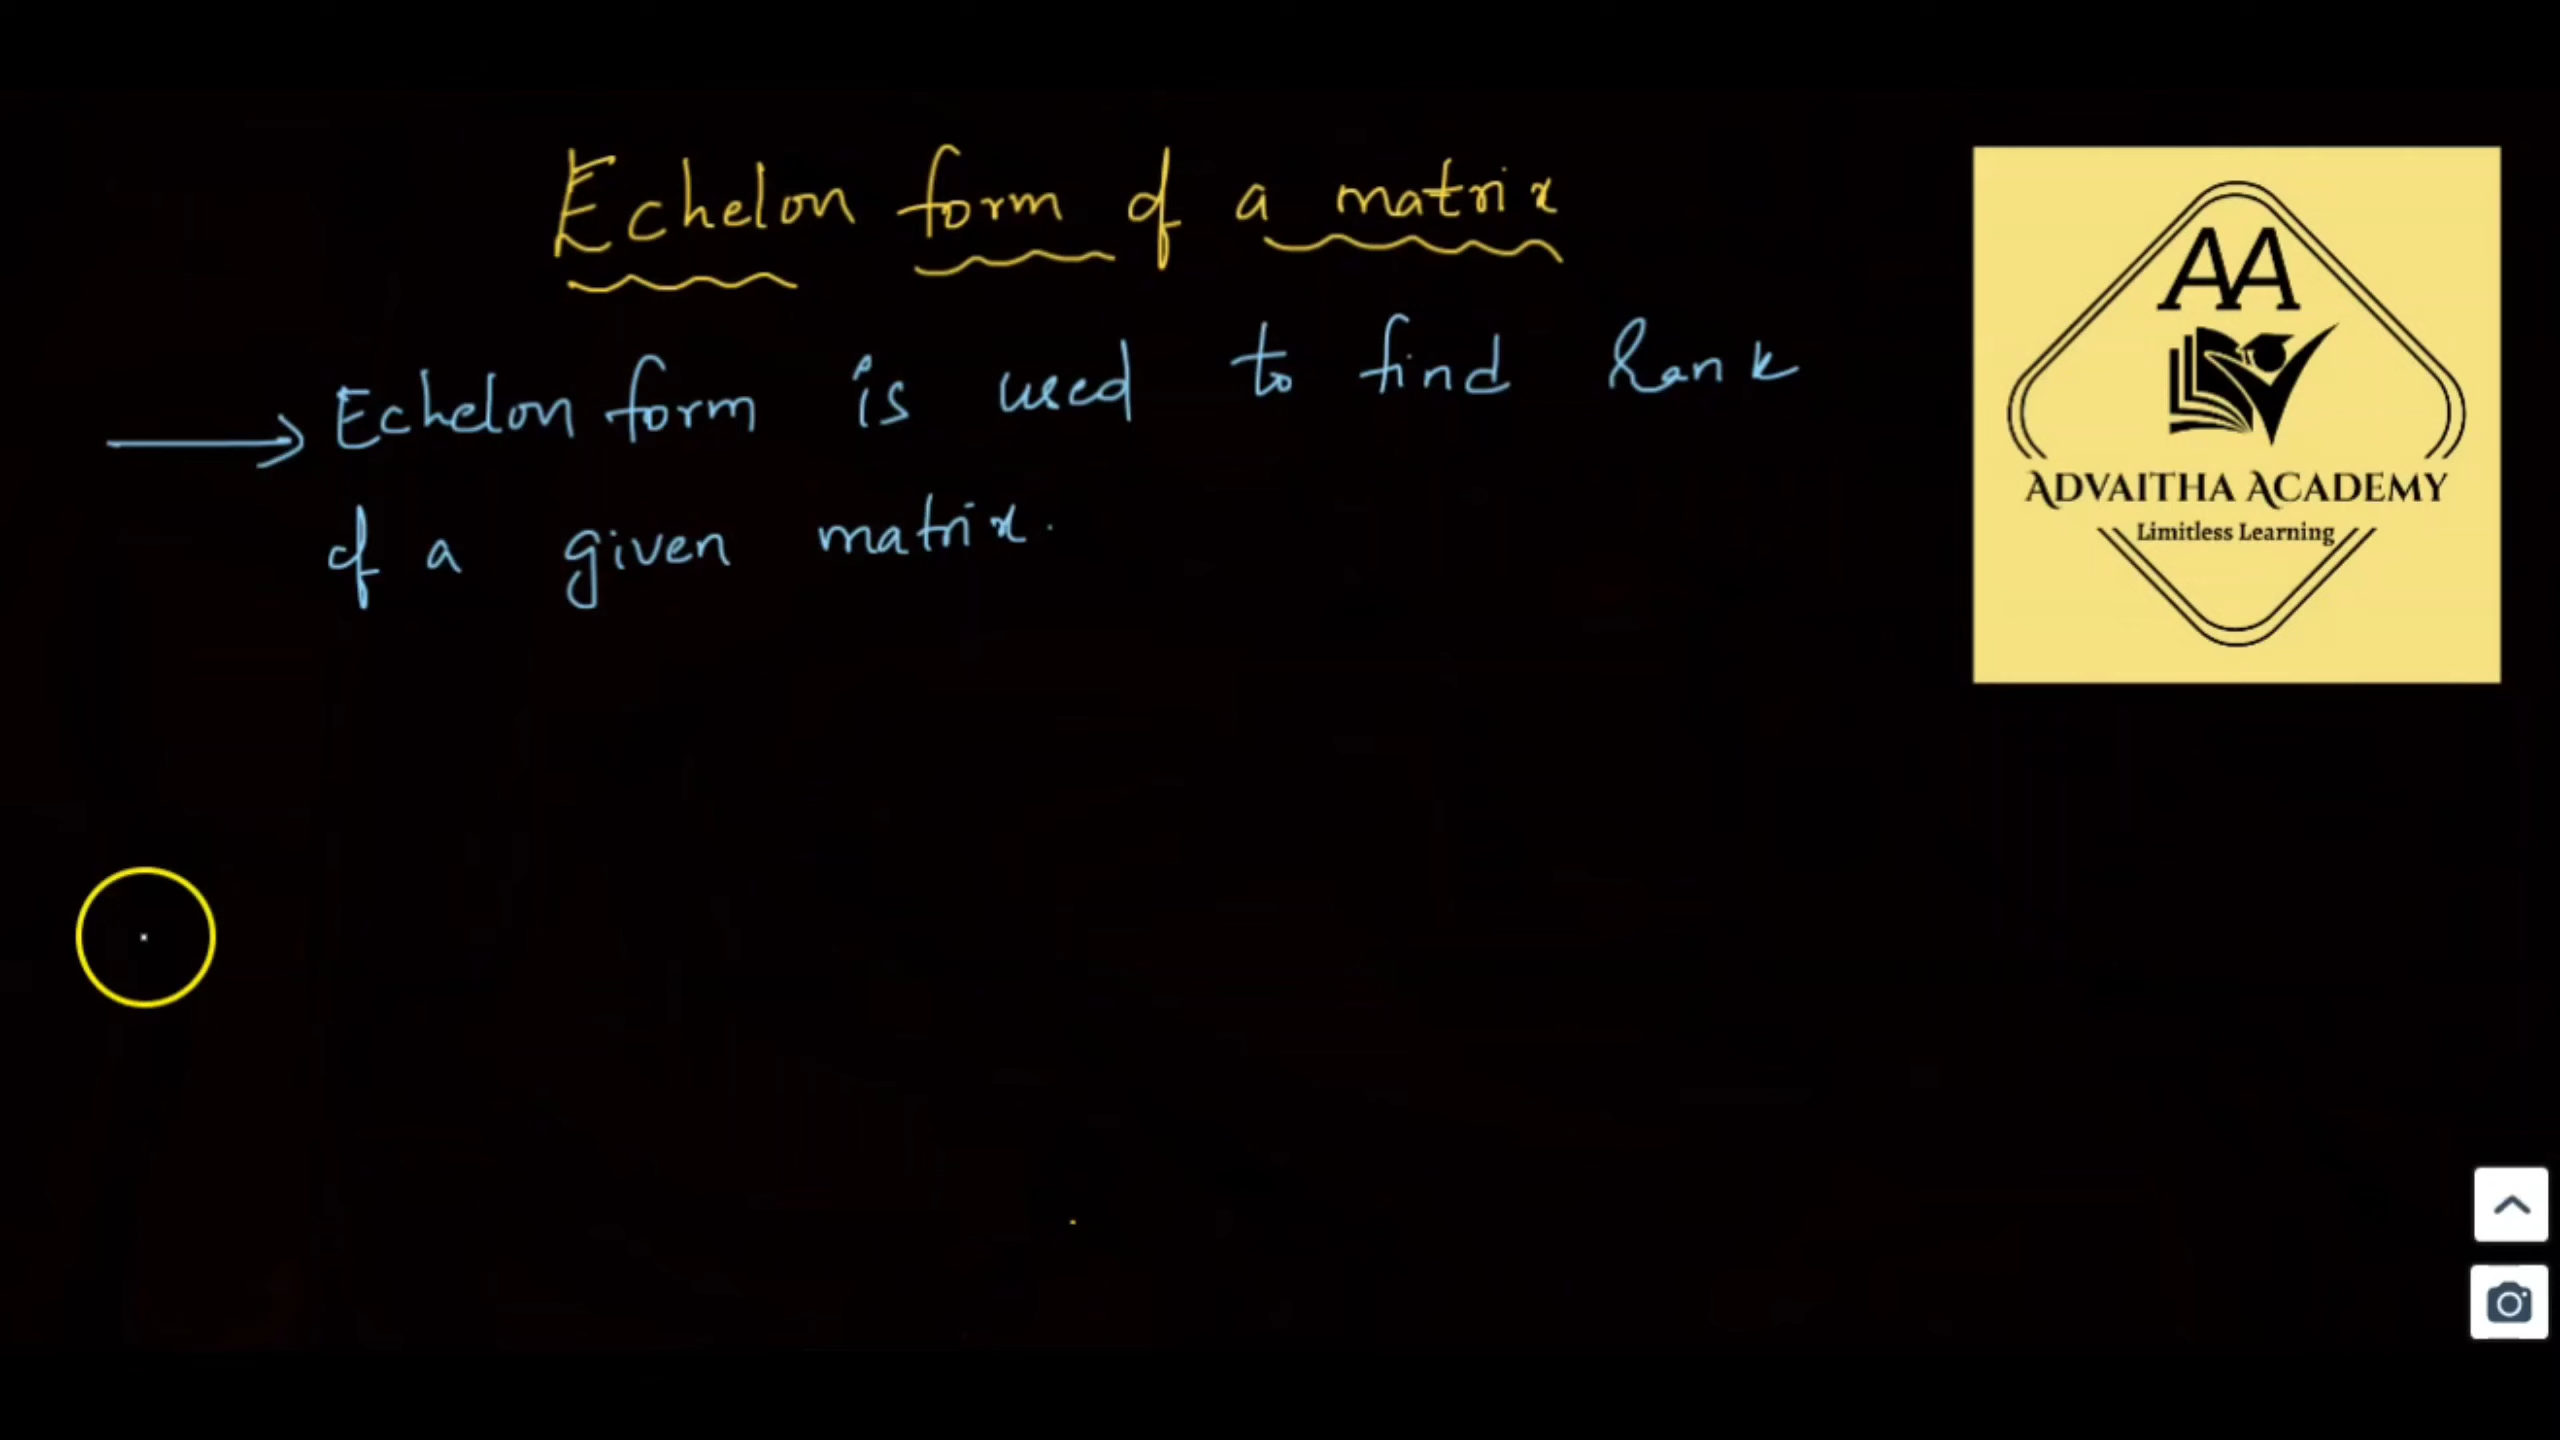 Echelon form of a matrix
Echelon form is used to find Rank
of a given matrix.
AA
ADVAITHA ACADEMY
Limitless Learning